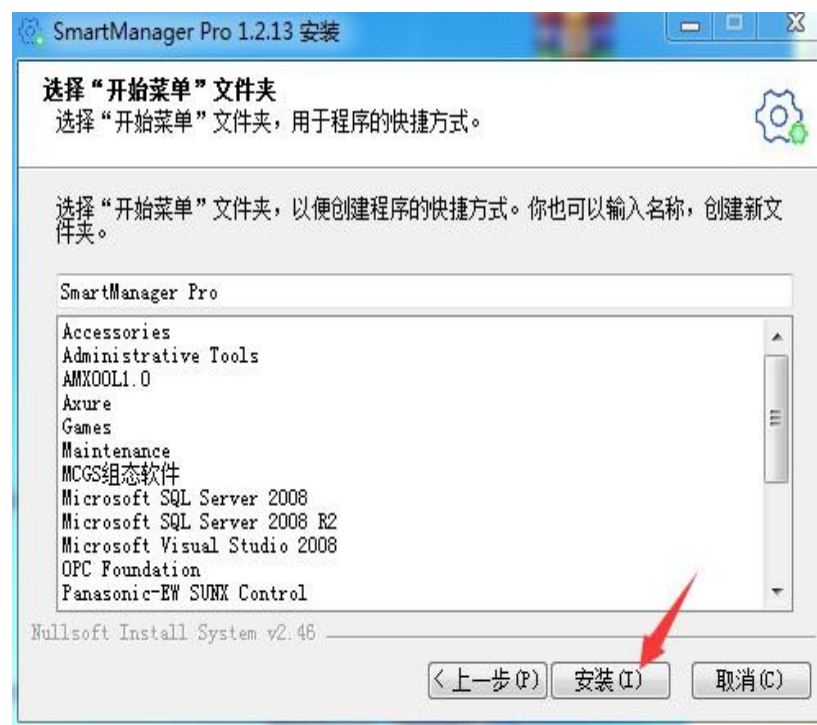 SmartManager Pro 1.2.13 安装
选择“开始菜单”文件夹
选择“开始菜单”文件夹，用于程序的快捷方式。
选择“开始菜单”文件夹，以便创建程序的快捷方式。你也可以输入名称，创建新文
件夹。
SmartManager Pro
Accessories
Administrative Tools
AMXOOL1.0
Axure
Games
Maintenance
MCGS组态软件
Microsoft SQL Server 2008
Microsoft SQL Server 2008 R2
Microsoft Visual Studio 2008
OPC Foundation
Panasonic-EW SUNX Control
Nullsoft Install System v2.46
< 上一步(P) 安装(I) 取消(C)